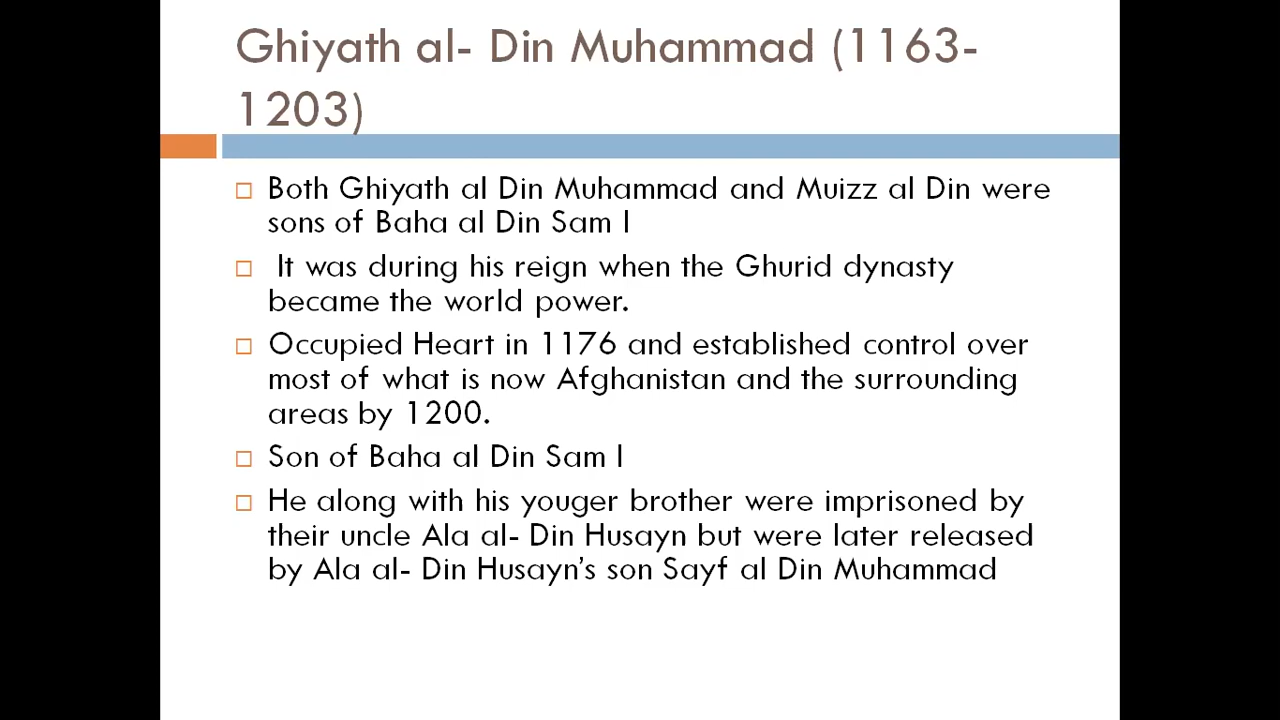 Ghiyath al- Din Muhammad (1163-
1203)
Both Ghiyath al Din Muhammad and Muizz al Din were
sons of Baha al Din Sam I
It was during his reign when the Ghurid dynasty
became the world power.
Occupied Heart in 1176 and established control over
most of what is now Afghanistan and the surrounding
areas by 1200.
Son of Baha al Din Sam I
He along with his youger brother were imprisoned by
their uncle Ala al- Din Husayn but were later released
by Ala al- Din Husayn's son Sayf al Din Muhammad